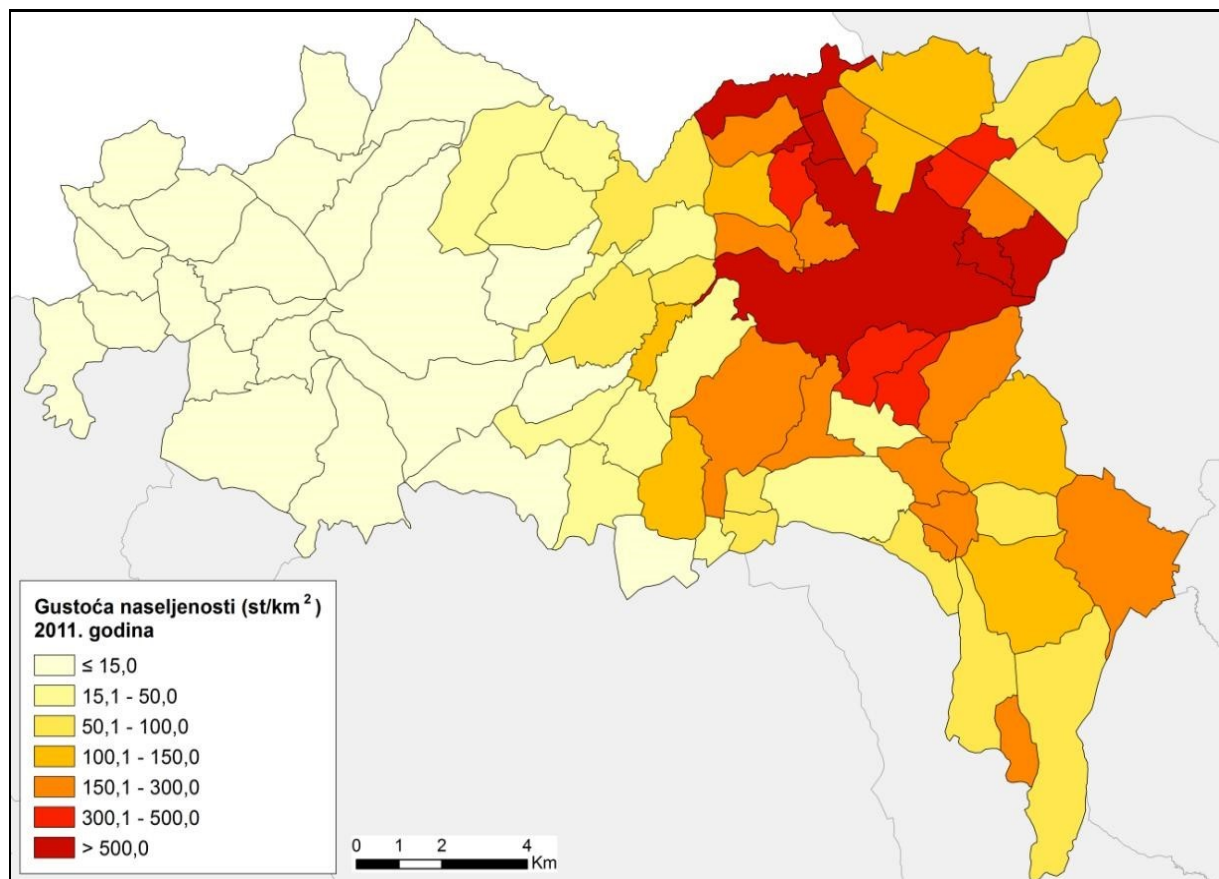 Gustoća naseljenosti (st/km²)
2011. godina
≤ 15,0
15,1 - 50,0
50,1 - 100,0
100,1 - 150,0
150,1 - 300,0
300,1 - 500,0
> 500,0
0 1 2 4
Km